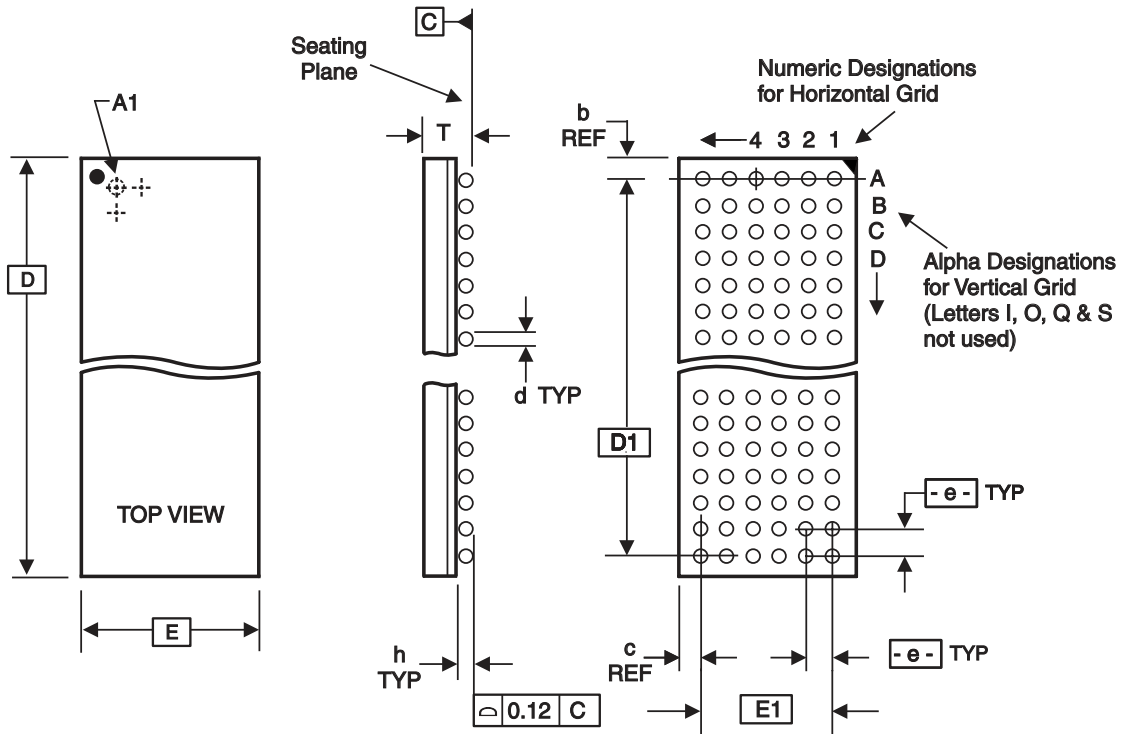 C
Seating
Plane
Numeric Designations
for Horizontal Grid
A1
T
b
REF
4 3 2 1
A
B
C
D
Alpha Designations
for Vertical Grid
(Letters I, O, Q & S
not used)
D
d TYP
D1
- e - TYP
TOP VIEW
E
h
TYP
c
REF
- e - TYP
0.12 C
E1